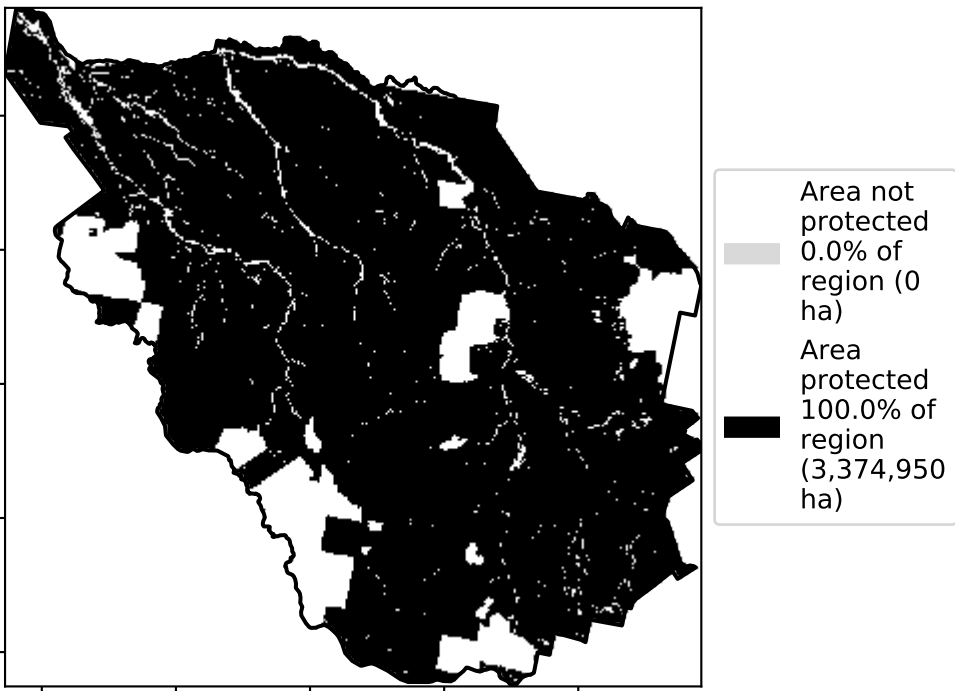 Area not
protected
0.0% of
region (0
ha)
Area
protected
100.0% of
region
(3,374,950
ha)